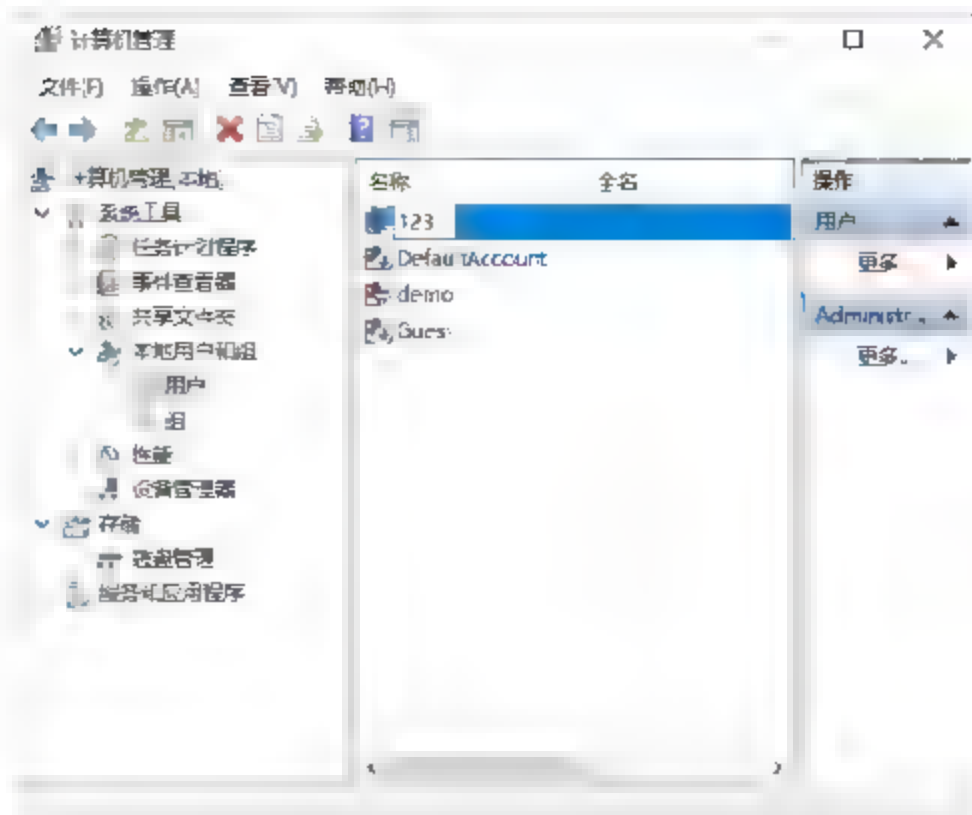 计算机管理
文件(F) 操作(A) 查看(V) 帮助(H)
计算机管理(本地)
系统工具
任务计划程序
事件查看器
共享文件夹
本地用户和组
用户
组
性能
设备管理器
存储
磁盘管理
服务和应用程序
名称 全名
123
DefaultAccount
demo
Guest
操作
用户
更多
Administr...
更多...